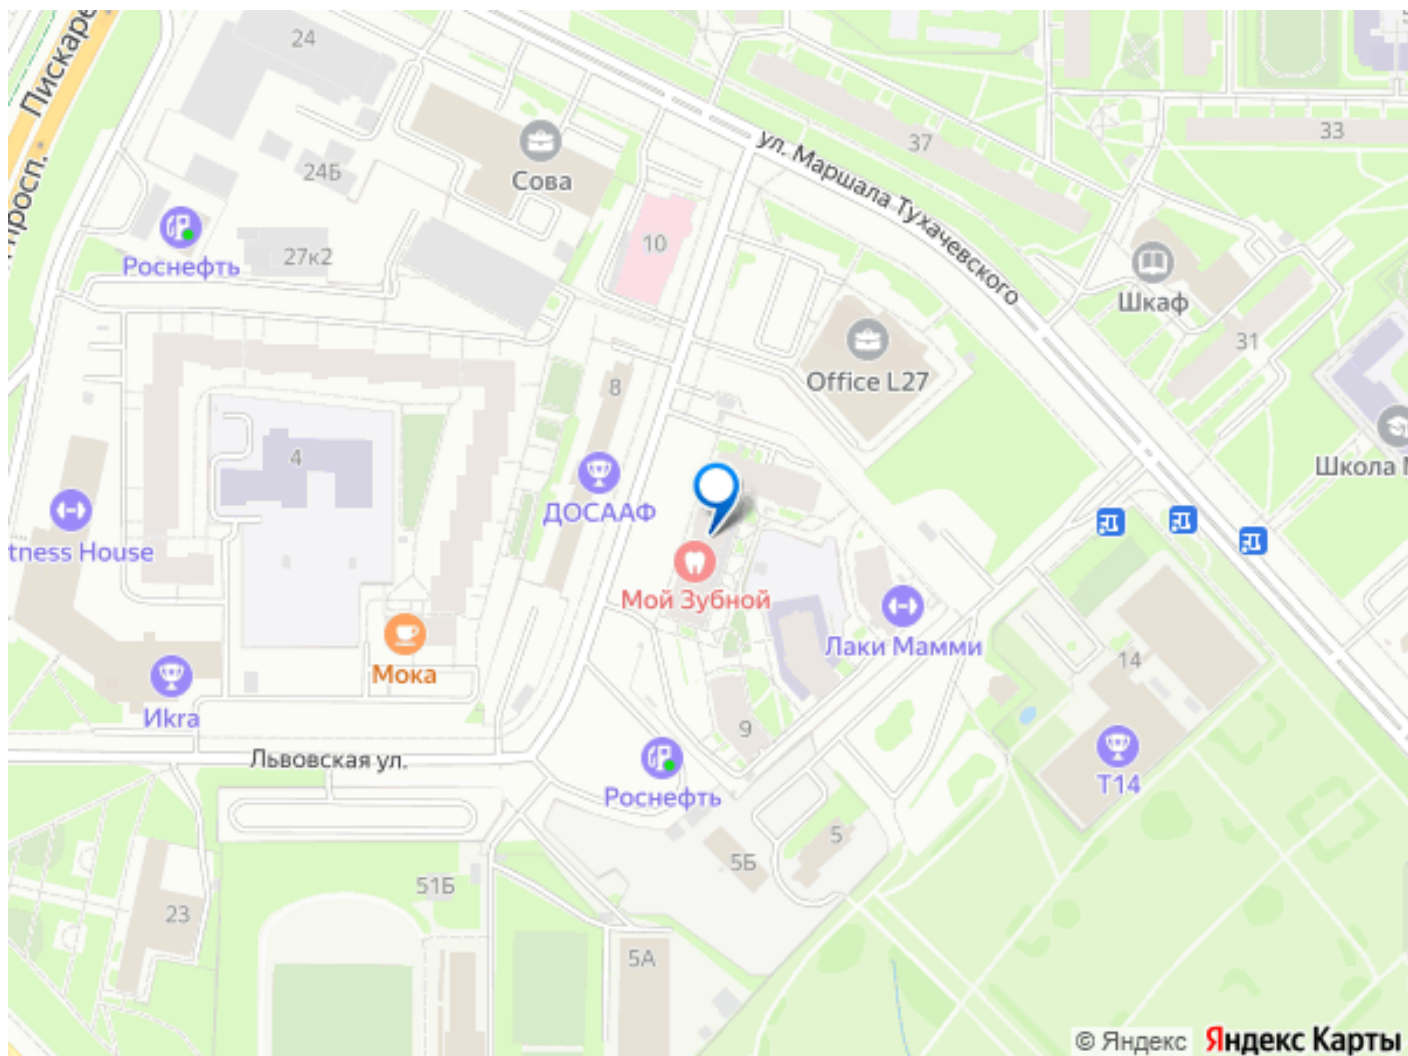 24
Пискаре
просп.
24Б
Сова
37
33
ул. Маршала Тухачевского
10
Роснефть
27к2
Шкаф
31
Office L27
8
4
Школа
ДОСААФ
tness House
Мой Зубной
Лаки Мамми
Мока
14
Иkra
9
Львовская ул.
Роснефть
Т14
5
5Б
51Б
23
5А
© Яндекс Яндекс Карты